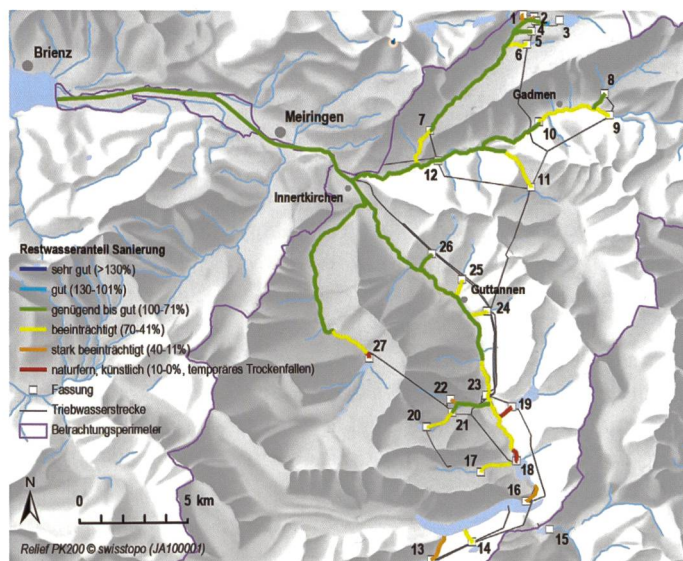 1
2
3
4
5
6
Brienz
8
Gadmen
7
9
10
Meiringen
12
11
Innertkirchen
Restwasseranteil Sanierung
sehr gut (>130%)
gut (130-101%)
genügend bis gut (100-71%)
beeinträchtigt (70-41%)
stark beeinträchtigt (40-11%)
naturfern, künstlich (10-0%, temporäres Trockenfallen)
Fassung
Triebwasserstrecke
Betrachtungsperimeter
26
25
Guttannen
24
27
22
23
19
20
21
17
18
16
N
0
5 km
15
13
14
Relief PK200 © swisstopo (JA100001)